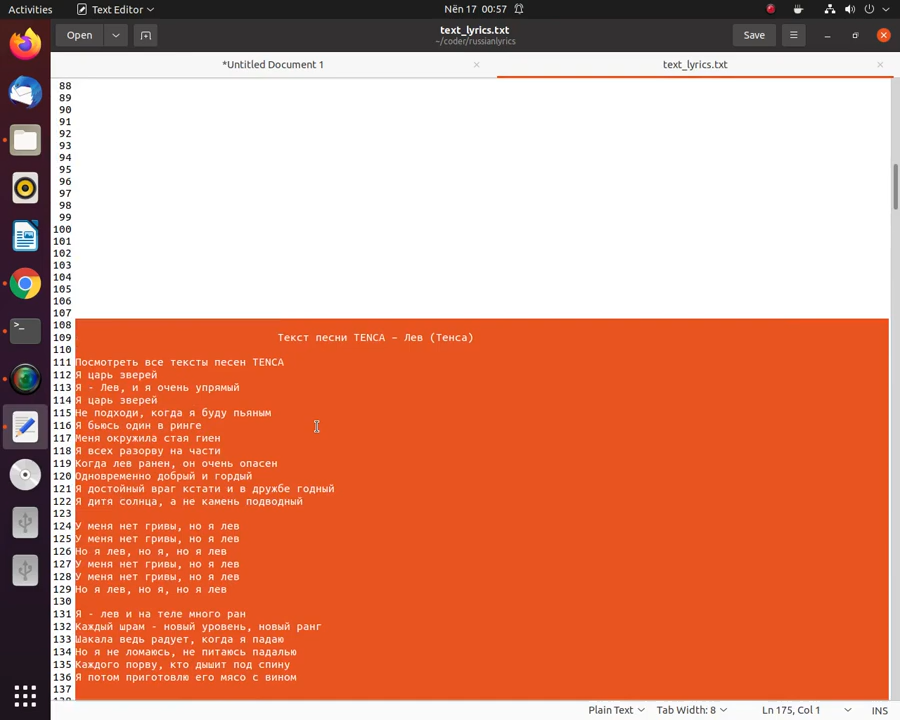 Activities
Text Editor
Nën 17 00:57
Open
text_lyrics.txt
~/coder/russianlyrics
Save
*Untitled Document 1
text_lyrics.txt
88
89
90
91
92
93
94
95
96
97
98
99
100
101
102
103
104
105
106
107
108
109 Текст песни TENCA – Лев (Тенса)
110
111 Посмотреть все тексты песен TENCA
112 Я царь зверей
113 Я - Лев, и я очень упрямый
114 Я царь зверей
115 Не подходи, когда я буду пьяным
116 Я бьюсь один в ринге
117 Меня окружила стая гиен
118 Я всех разорву на части
119 Когда лев ранен, он очень опасен
120 Одновременно добрый и гордый
121 Я достойный враг кстати и в дружбе годный
122 Я дитя солнца, а не камень подводный
123
124 У меня нет гривы, но я лев
125 У меня нет гривы, но я лев
126 Но я лев, но я, но я лев
127 У меня нет гривы, но я лев
128 У меня нет гривы, но я лев
129 Но я лев, но я, но я лев
130
131 Я - лев и на теле много ран
132 Каждый шрам - новый уровень, новый ранг
133 Шакала ведь радует, когда я падаю
134 Но я не ломаюсь, не питаюсь падалью
135 Каждого порву, кто дышит под спину
136 Я потом приготовлю его мясо с вином
137
138
Plain Text
Tab Width: 8
Ln 175, Col 1
INS